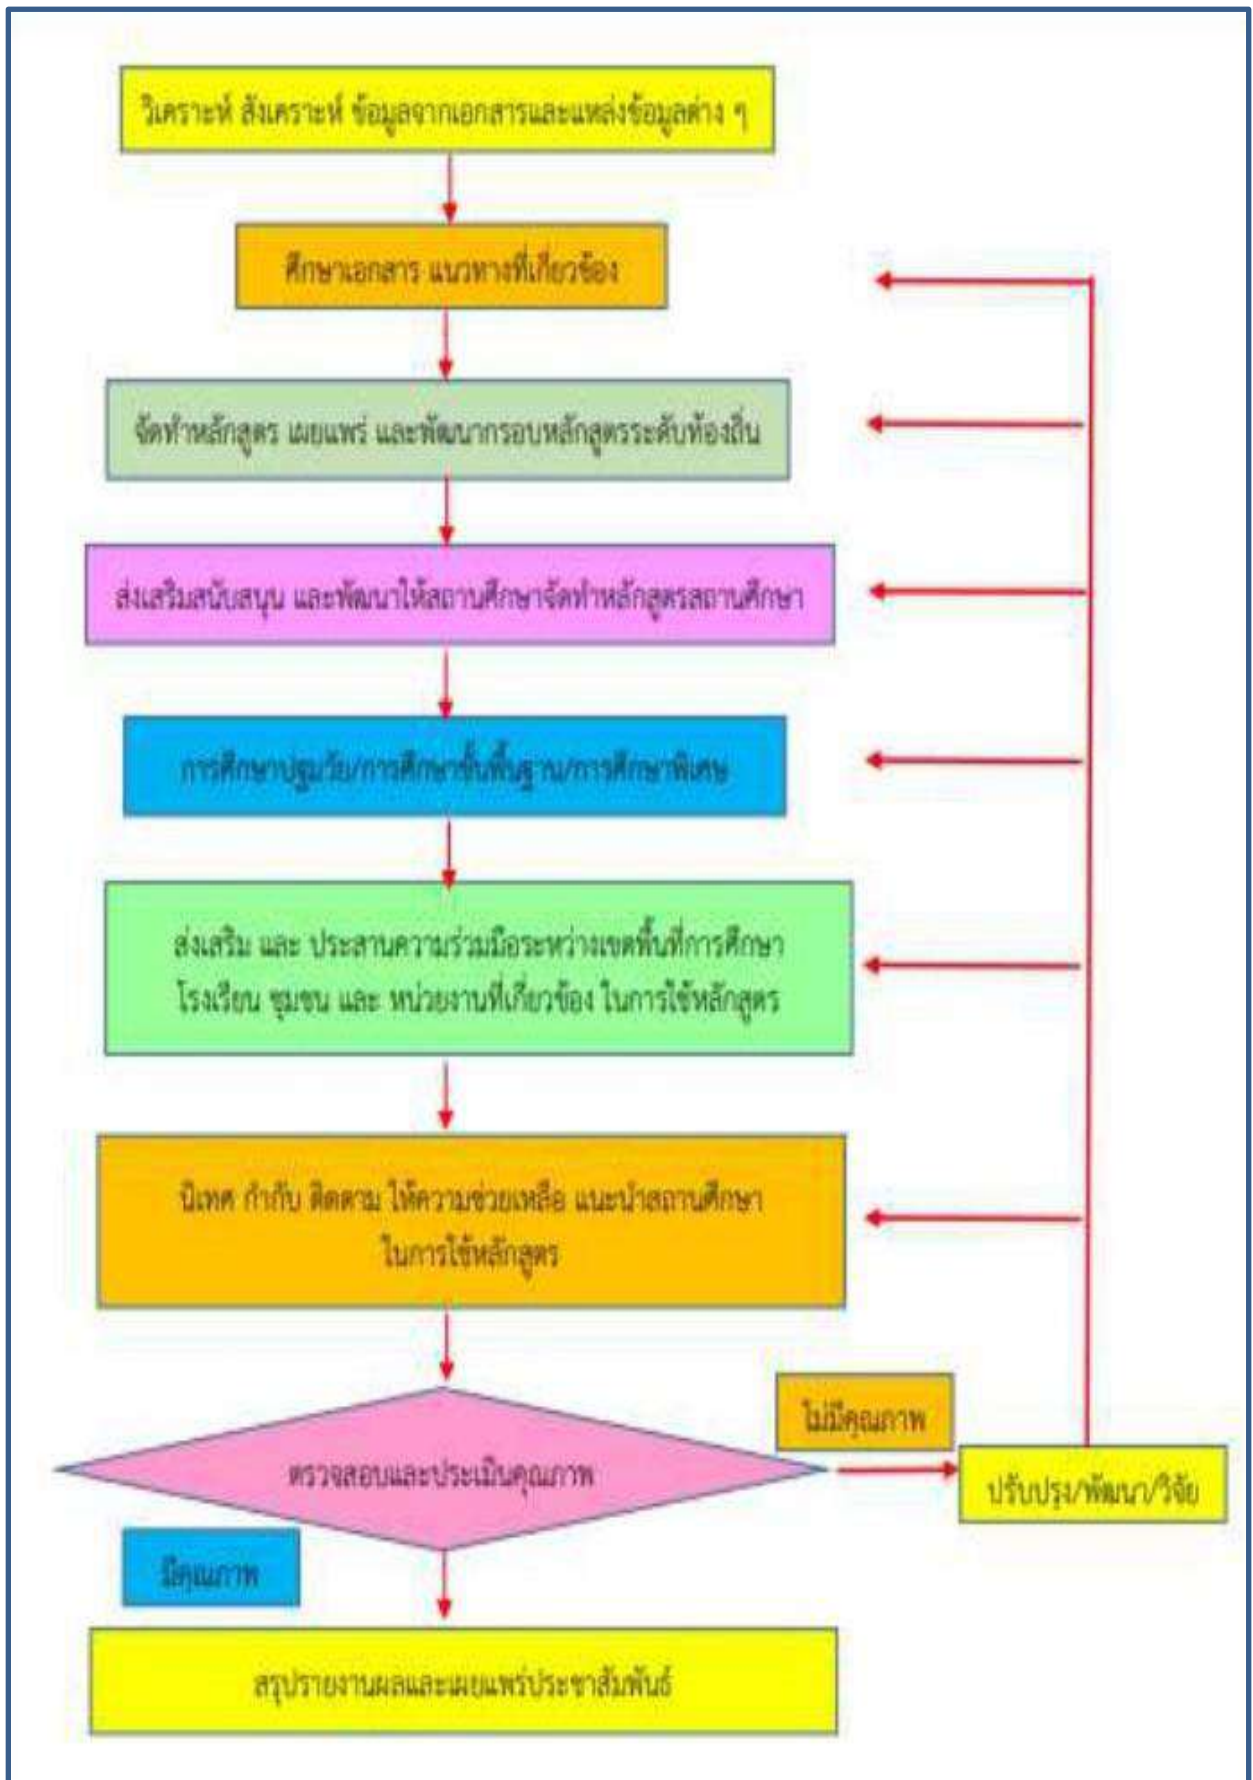 วิเคราะห์ สังเคราะห์ ข้อมูลจากเอกสารและแหล่งข้อมูลต่าง ๆ
ศึกษาเอกสาร แนวทางที่เกี่ยวข้อง
จัดทำหลักสูตร เผยแพร่ และพัฒนากรอบหลักสูตรระดับท้องถิ่น
ส่งเสริมสนับสนุน และพัฒนาให้สถานศึกษาจัดทำหลักสูตรสถานศึกษา
การศึกษาปฐมวัย/การศึกษาขั้นพื้นฐาน/การศึกษาพิเศษ
ส่งเสริม และ ประสานความร่วมมือระหว่างเขตพื้นที่การศึกษา
โรงเรียน ชุมชน และ หน่วยงานที่เกี่ยวข้อง ในการใช้หลักสูตร
นิเทศ กำกับ ติดตาม ให้ความช่วยเหลือ แนะนำสถานศึกษา
ในการใช้หลักสูตร
ไม่มีคุณภาพ
ตรวจสอบและประเมินคุณภาพ
ปรับปรุง/พัฒนา/วิจัย
มีคุณภาพ
สรุปรายงานผลและเผยแพร่ประชาสัมพันธ์